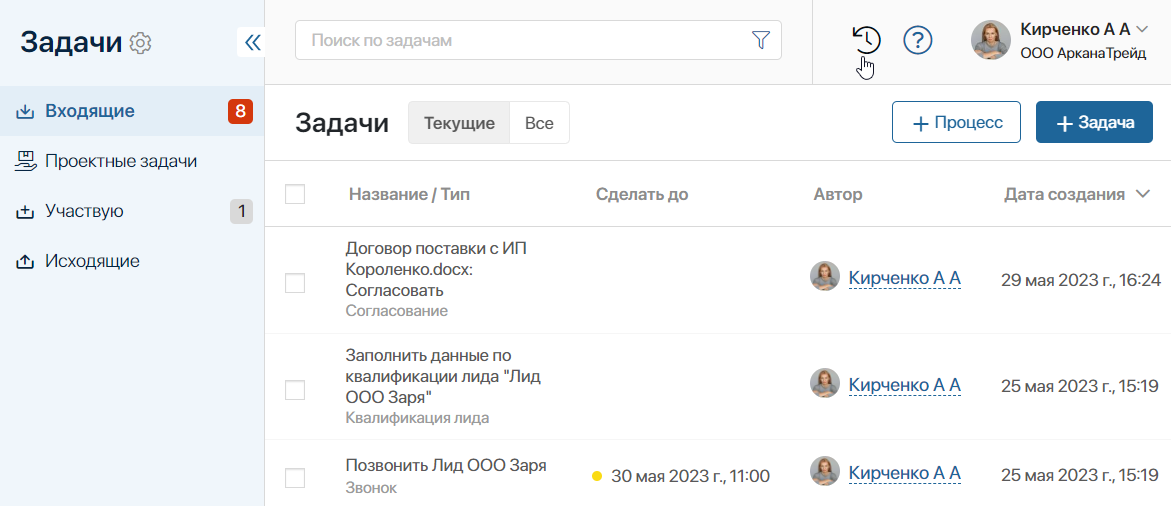 Задачи
Поиск по задачам
?
Кирченко А А
ООО АрканаТрейд
Входящие 8
Проектные задачи
Участвую 1
Исходящие
Задачи
Текущие Все
+ Процесс
+ Задача
Название / Тип Сделать до Автор Дата создания
Договор поставки с ИП
Короленко.docx:
Согласовать
Согласование
Кирченко А А 29 мая 2023 г., 16:24
Заполнить данные по
квалификации лида "Лид
ООО Заря"
Квалификация лида
Кирченко А А 25 мая 2023 г., 15:19
Позвонить Лид ООО Заря
Звонок
30 мая 2023 г., 11:00 Кирченко А А 25 мая 2023 г., 15:19